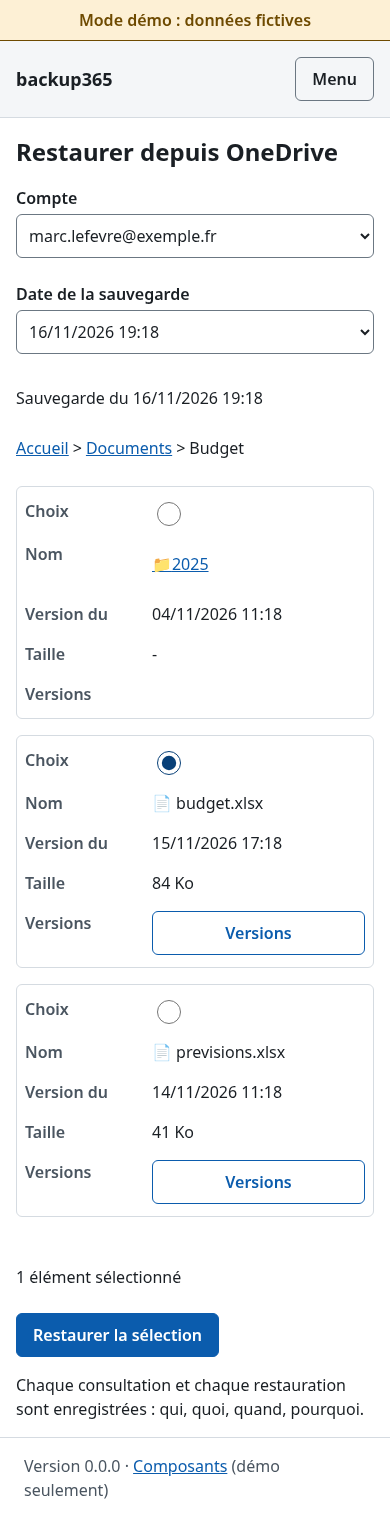 Mode démo : données fictives
backup365
Menu
Restaurer depuis OneDrive
Compte
marc.lefevre@exemple.fr
Date de la sauvegarde
16/11/2026 19:18
Sauvegarde du 16/11/2026 19:18
Accueil > Documents > Budget
Choix
Nom 📁2025
Version du 04/11/2026 11:18
Taille -
Versions
Choix
Nom 📄 budget.xlsx
Version du 15/11/2026 17:18
Taille 84 Ko
Versions Versions
Choix
Nom 📄 previsions.xlsx
Version du 14/11/2026 11:18
Taille 41 Ko
Versions Versions
1 élément sélectionné
Restaurer la sélection
Chaque consultation et chaque restauration
sont enregistrées : qui, quoi, quand, pourquoi.
Version 0.0.0 · Composants (démo
seulement)